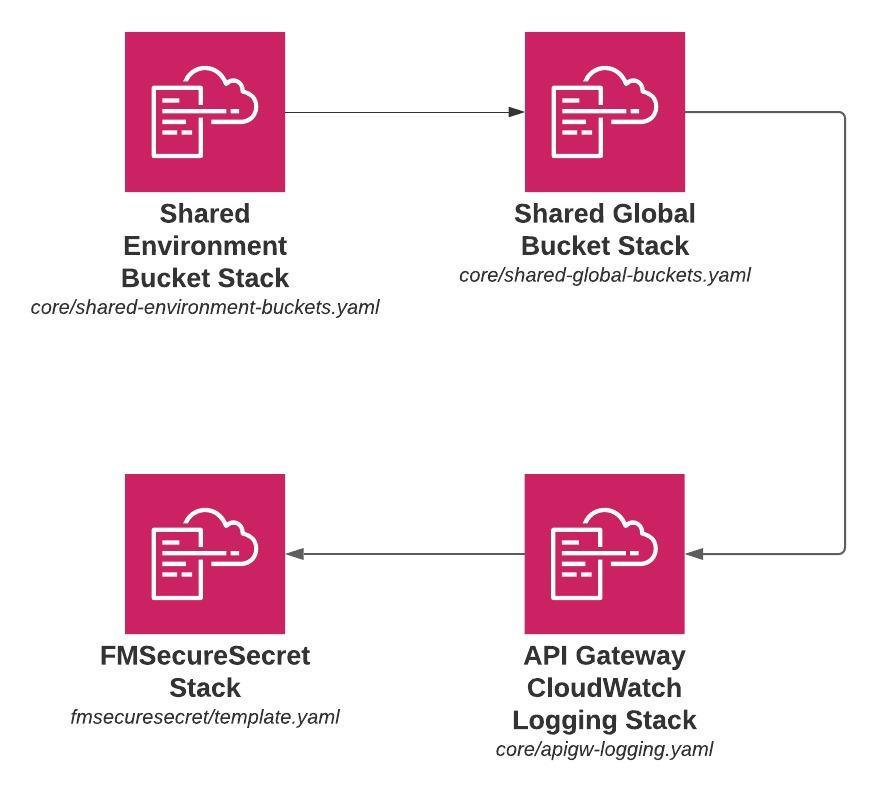 Shared
Environment
Bucket Stack
core/shared-environment-buckets.yaml
Shared Global
Bucket Stack
core/shared-global-buckets.yaml
FMSecureSecret
Stack
fmsecuresecret/template.yaml
API Gateway
CloudWatch
Logging Stack
core/apigw-logging.yaml